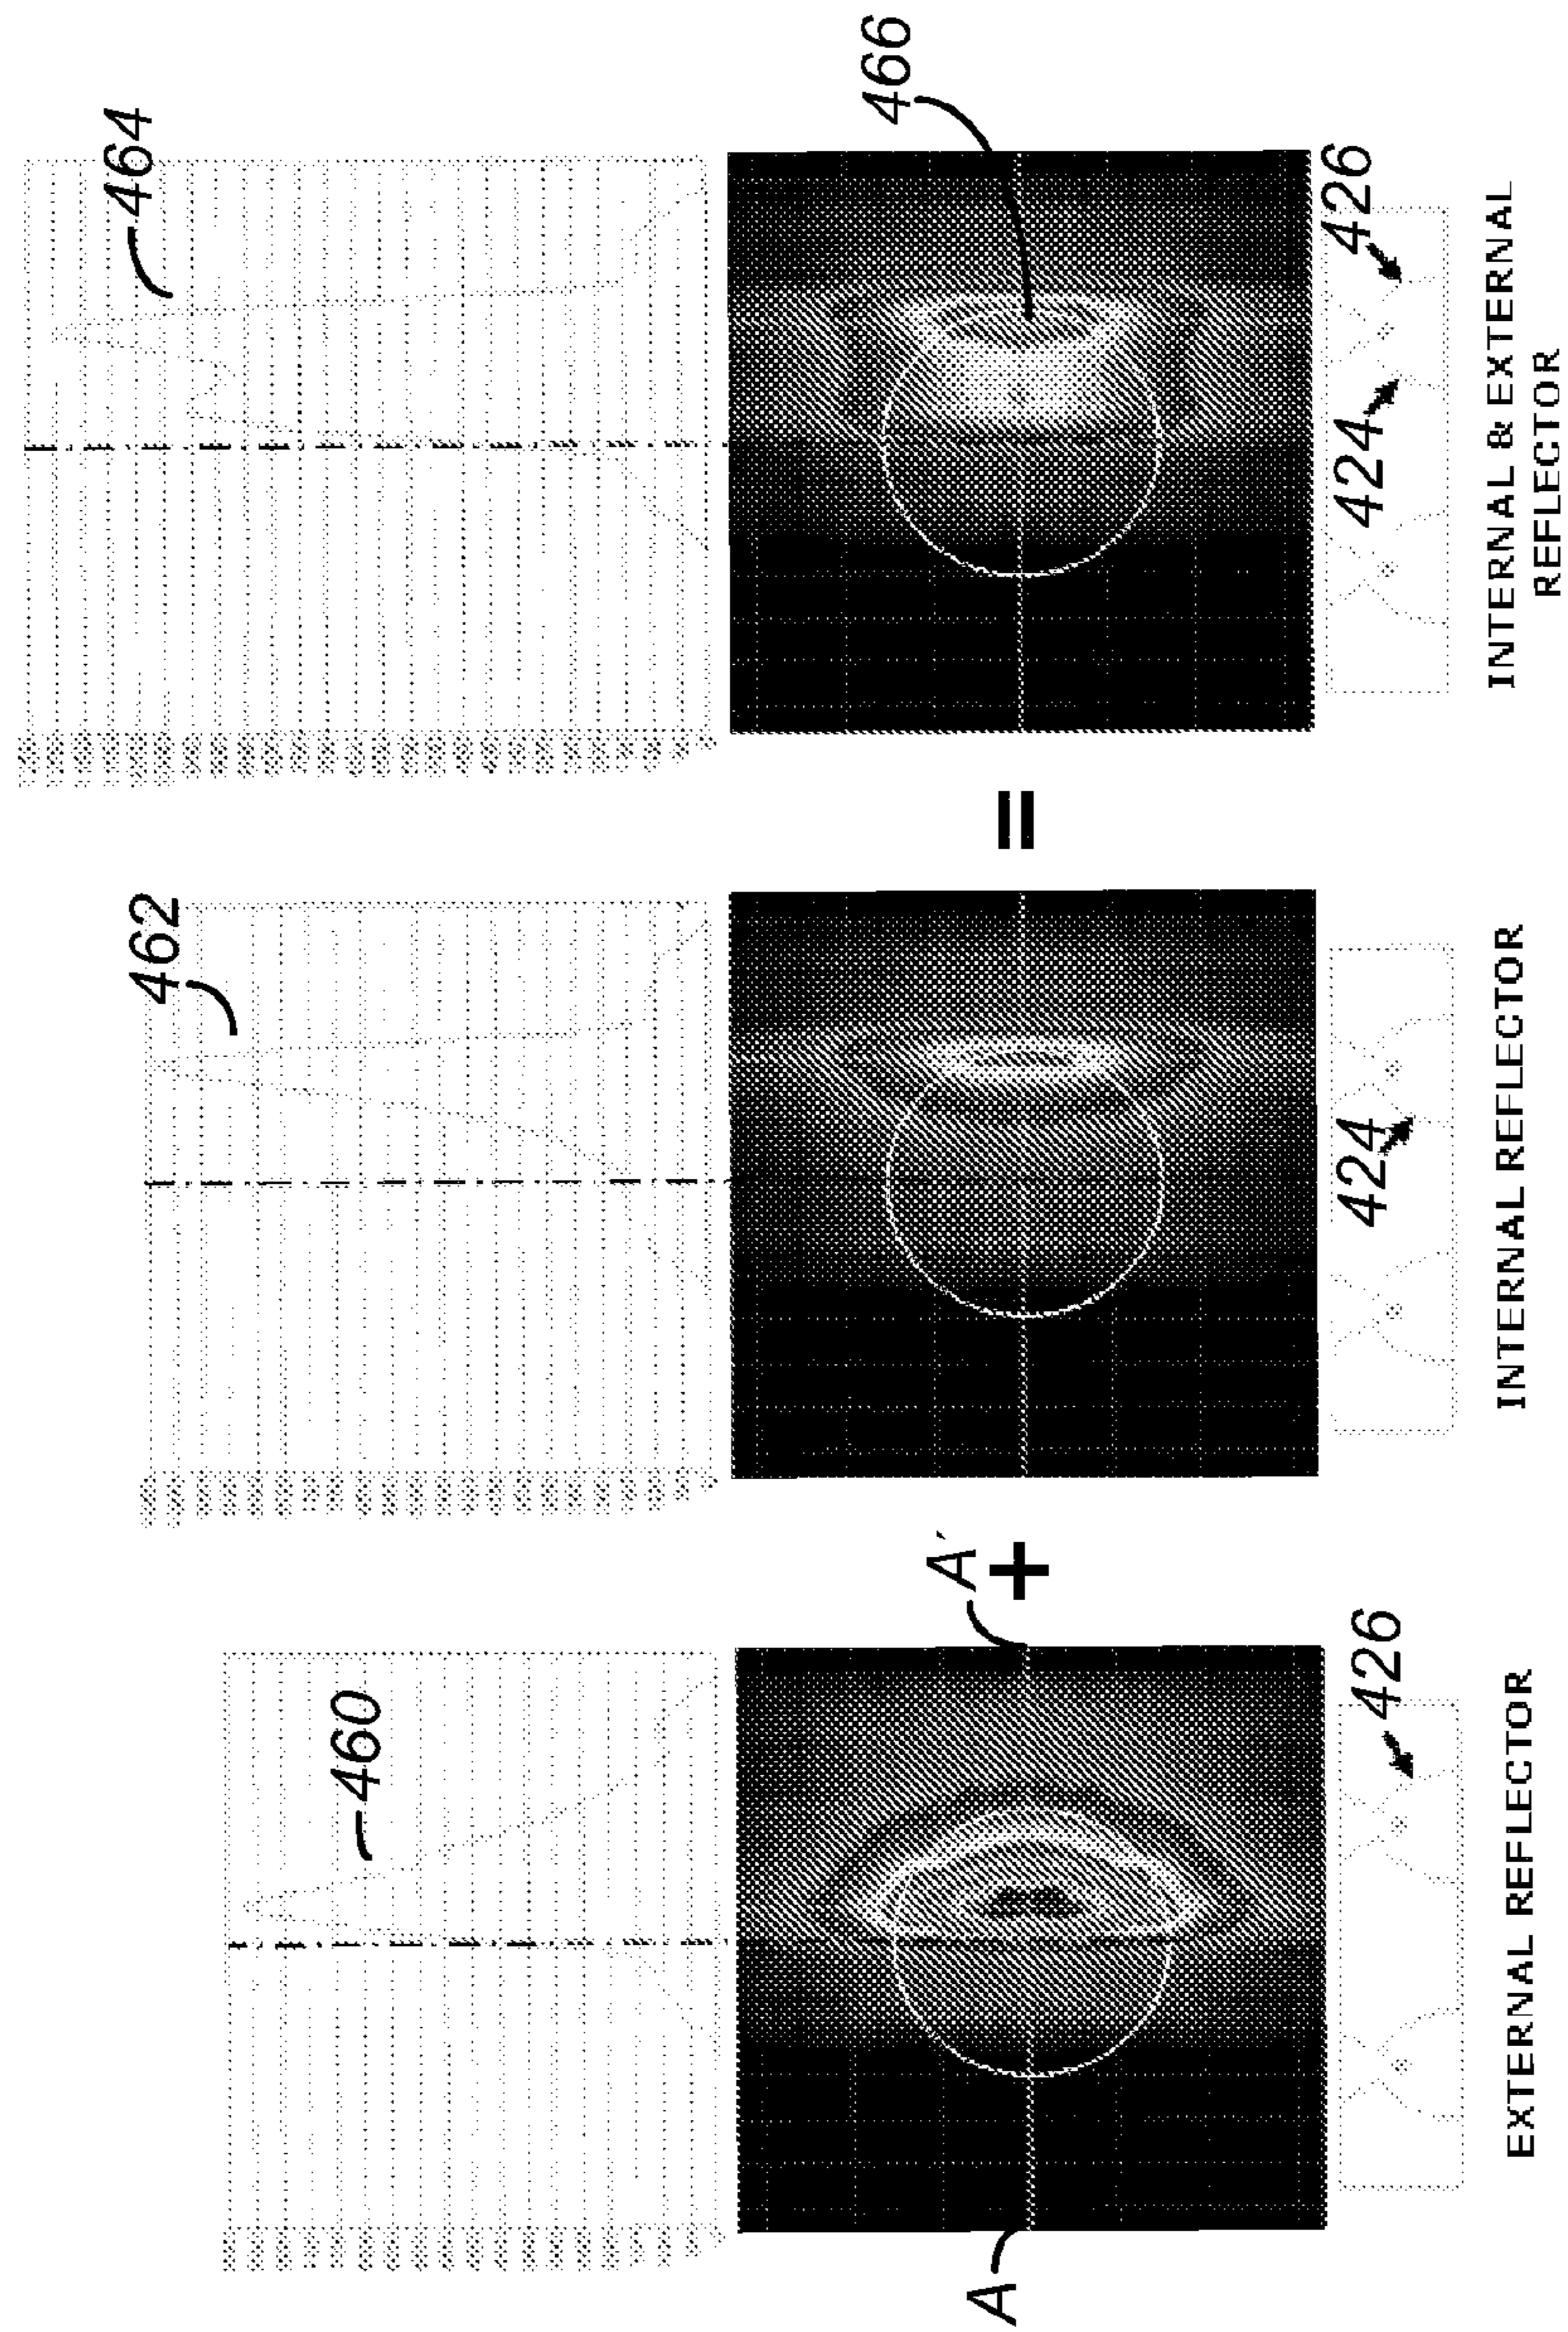 460
462
464
A
A′
+
=
466
426
424
424
426
EXTERNAL REFLECTOR
INTERNAL REFLECTOR
INTERNAL & EXTERNAL
REFLECTOR